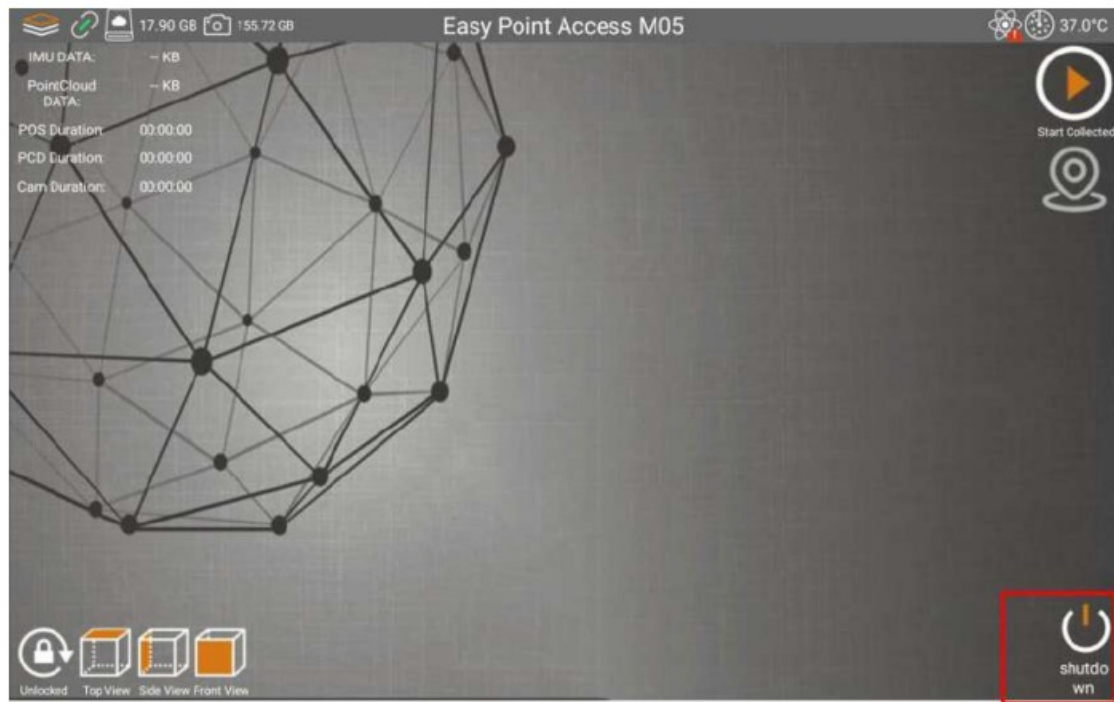 17.90 GB 155.72 GB Easy Point Access M05 37.0°C
IMU DATA: -- KB
PointCloud -- KB
DATA:
POS Duration: 00:00:00
PCD Duration: 00:00:00
Cam Duration: 00:00:00
Start Collected
Unlocked Top View Side View Front View
shutdo
wn